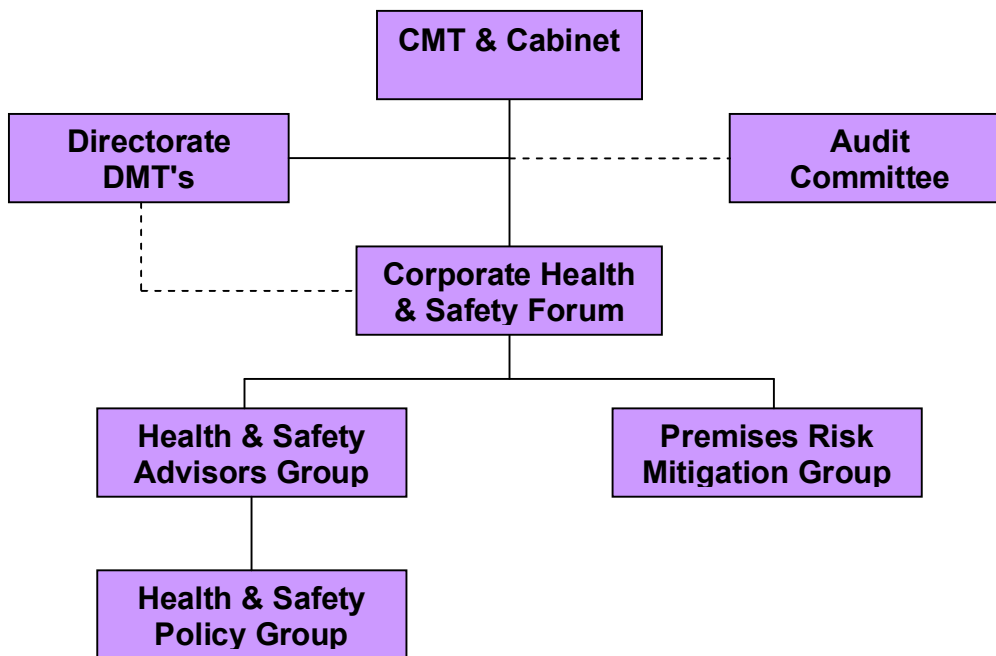 CMT & Cabinet
Directorate
DMT's
Audit
Committee
Corporate Health
& Safety Forum
Health & Safety
Advisors Group
Premises Risk
Mitigation Group
Health & Safety
Policy Group